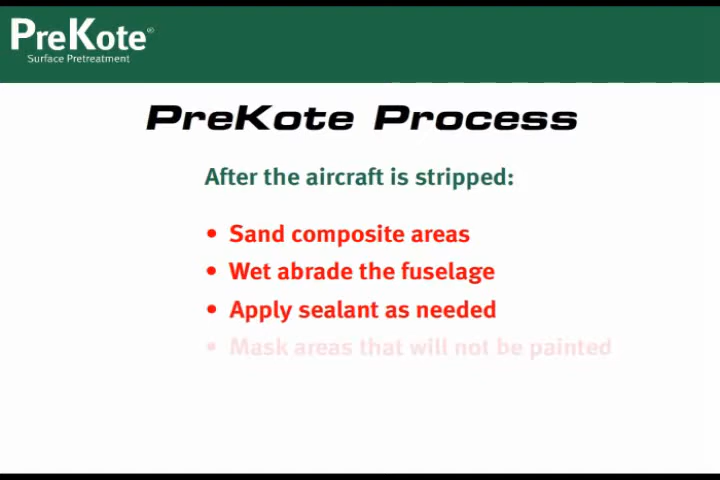 PreKote®
Surface Pretreatment
PreKote Process
After the aircraft is stripped:
• Sand composite areas
• Wet abrade the fuselage
• Apply sealant as needed
• Mask areas that will not be painted